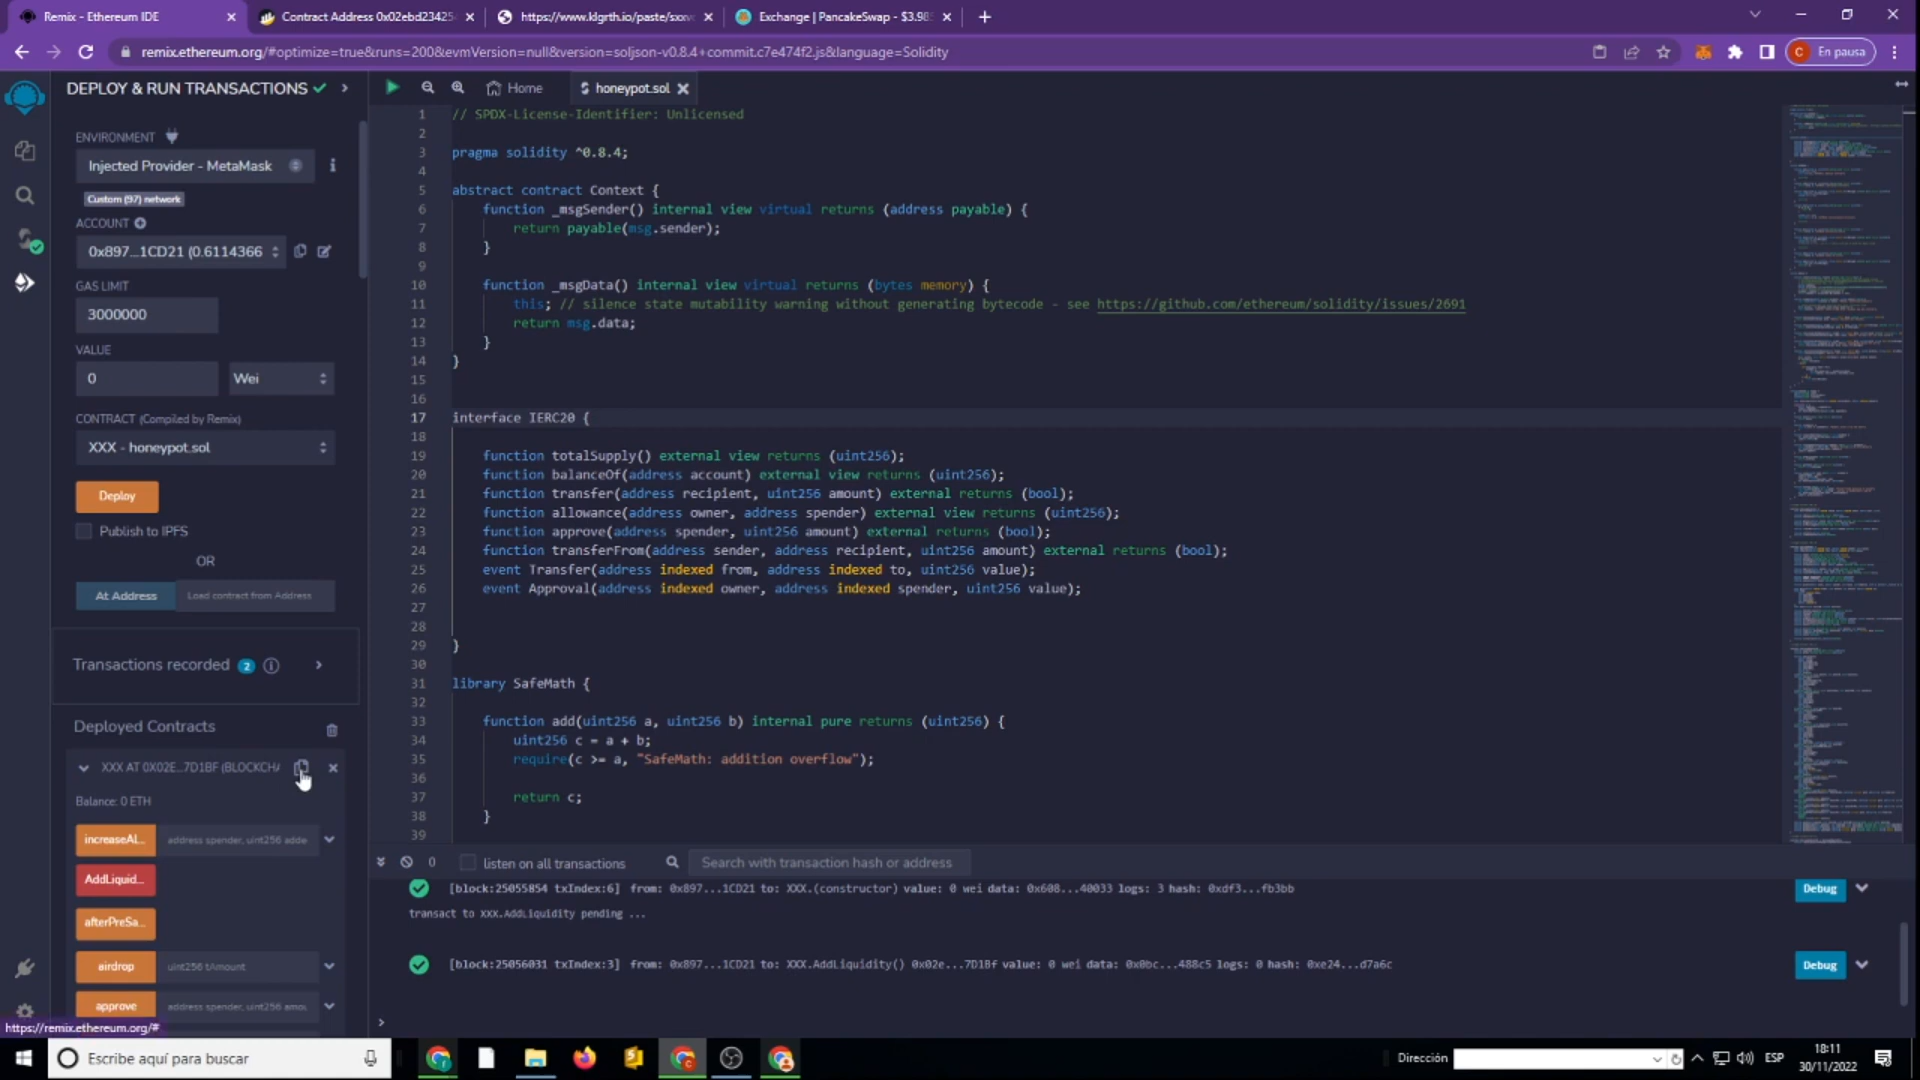 Remix - Ethereum IDE
Contract Address 0x02ebd23425
https://www.klgrth.io/paste/sxxv
Exchange | PancakeSwap - $3.98
remix.ethereum.org/#optimize=true&runs=200&evmVersion=null&version=soljson-v0.8.4+commit.c7e474f2.js&language=Solidity
C En pausa
DEPLOY & RUN TRANSACTIONS
Home
honeypot.sol
ENVIRONMENT
Injected Provider - MetaMask
Custom (97) network
ACCOUNT
0x897...1CD21 (0.6114366
GAS LIMIT
3000000
VALUE
0
Wei
CONTRACT (Compiled by Remix)
XXX - honeypot.sol
Deploy
Publish to IPFS
OR
At Address
Load contract from Address
Transactions recorded 2
Deployed Contracts
XXX AT 0X02E...7D1BF (BLOCKCHA
Balance: 0 ETH
increaseAl...
address spender, uint256 adde
AddLiquid...
afterPreSa...
airdrop
uint256 tAmount
approve
address spender, uint256 amou
https://remix.ethereum.org/#
1 // SPDX-License-Identifier: Unlicensed
2
3 pragma solidity ^0.8.4;
4
5 abstract contract Context {
6 function _msgSender() internal view virtual returns (address payable) {
7 return payable(msg.sender);
8 }
9
10 function _msgData() internal view virtual returns (bytes memory) {
11 this; // silence state mutability warning without generating bytecode - see https://github.com/ethereum/solidity/issues/2691
12 return msg.data;
13 }
14 }
15
16
17 interface IERC20 {
18
19 function totalSupply() external view returns (uint256);
20 function balanceOf(address account) external view returns (uint256);
21 function transfer(address recipient, uint256 amount) external returns (bool);
22 function allowance(address owner, address spender) external view returns (uint256);
23 function approve(address spender, uint256 amount) external returns (bool);
24 function transferFrom(address sender, address recipient, uint256 amount) external returns (bool);
25 event Transfer(address indexed from, address indexed to, uint256 value);
26 event Approval(address indexed owner, address indexed spender, uint256 value);
27
28
29 }
30
31 library SafeMath {
32
33 function add(uint256 a, uint256 b) internal pure returns (uint256) {
34 uint256 c = a + b;
35 require(c >= a, "SafeMath: addition overflow");
36
37 return c;
38 }
39
0
listen on all transactions
Search with transaction hash or address
[block:25055854 txIndex:6] from: 0x897...1CD21 to: XXX.(constructor) value: 0 wei data: 0x608...40033 logs: 3 hash: 0xdf3...fb3bb
Debug
transact to XXX.AddLiquidity pending ...
[block:25056031 txIndex:3] from: 0x897...1CD21 to: XXX.AddLiquidity() 0x02e...7D1Bf value: 0 wei data: 0x0bc...488c5 logs: 0 hash: 0xe24...d7a6c
Debug
>
Escribe aquí para buscar
Dirección
ESP
18:11
30/11/2022